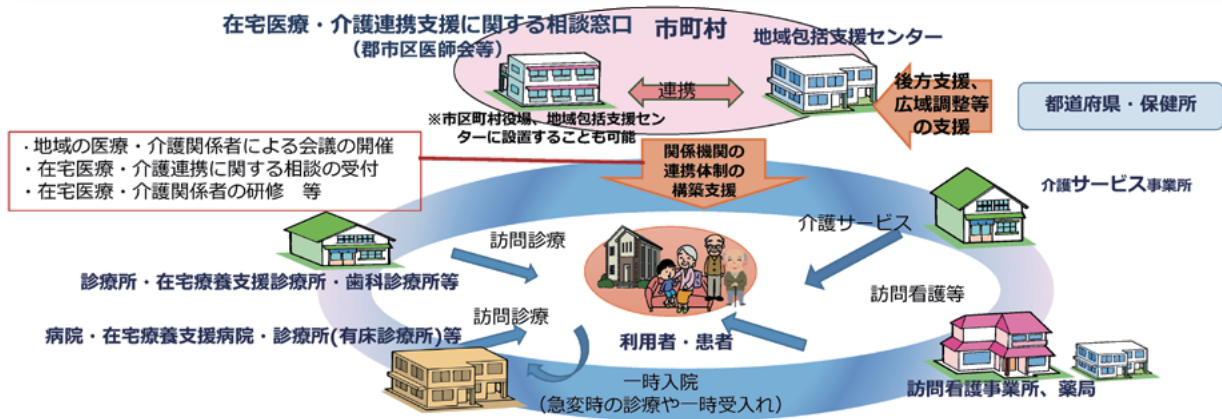 在宅医療・介護連携支援に関する相談窓口
（郡市区医師会等）
市町村
地域包括支援センター
連携
後方支援、
広域調整等
の支援
都道府県・保健所
※市区町村役場、地域包括支援セン
ターに設置することも可能
・地域の医療・介護関係者による会議の開催
・在宅医療・介護連携に関する相談の受付
・在宅医療・介護関係者の研修　等
関係機関の
連携体制の
構築支援
介護サービス事業所
訪問診療
介護サービス
診療所・在宅療養支援診療所・歯科診療所等
訪問看護等
訪問診療
病院・在宅療養支援病院・診療所(有床診療所)等
利用者・患者
訪問看護事業所、薬局
一時入院
（急変時の診療や一時受入れ）